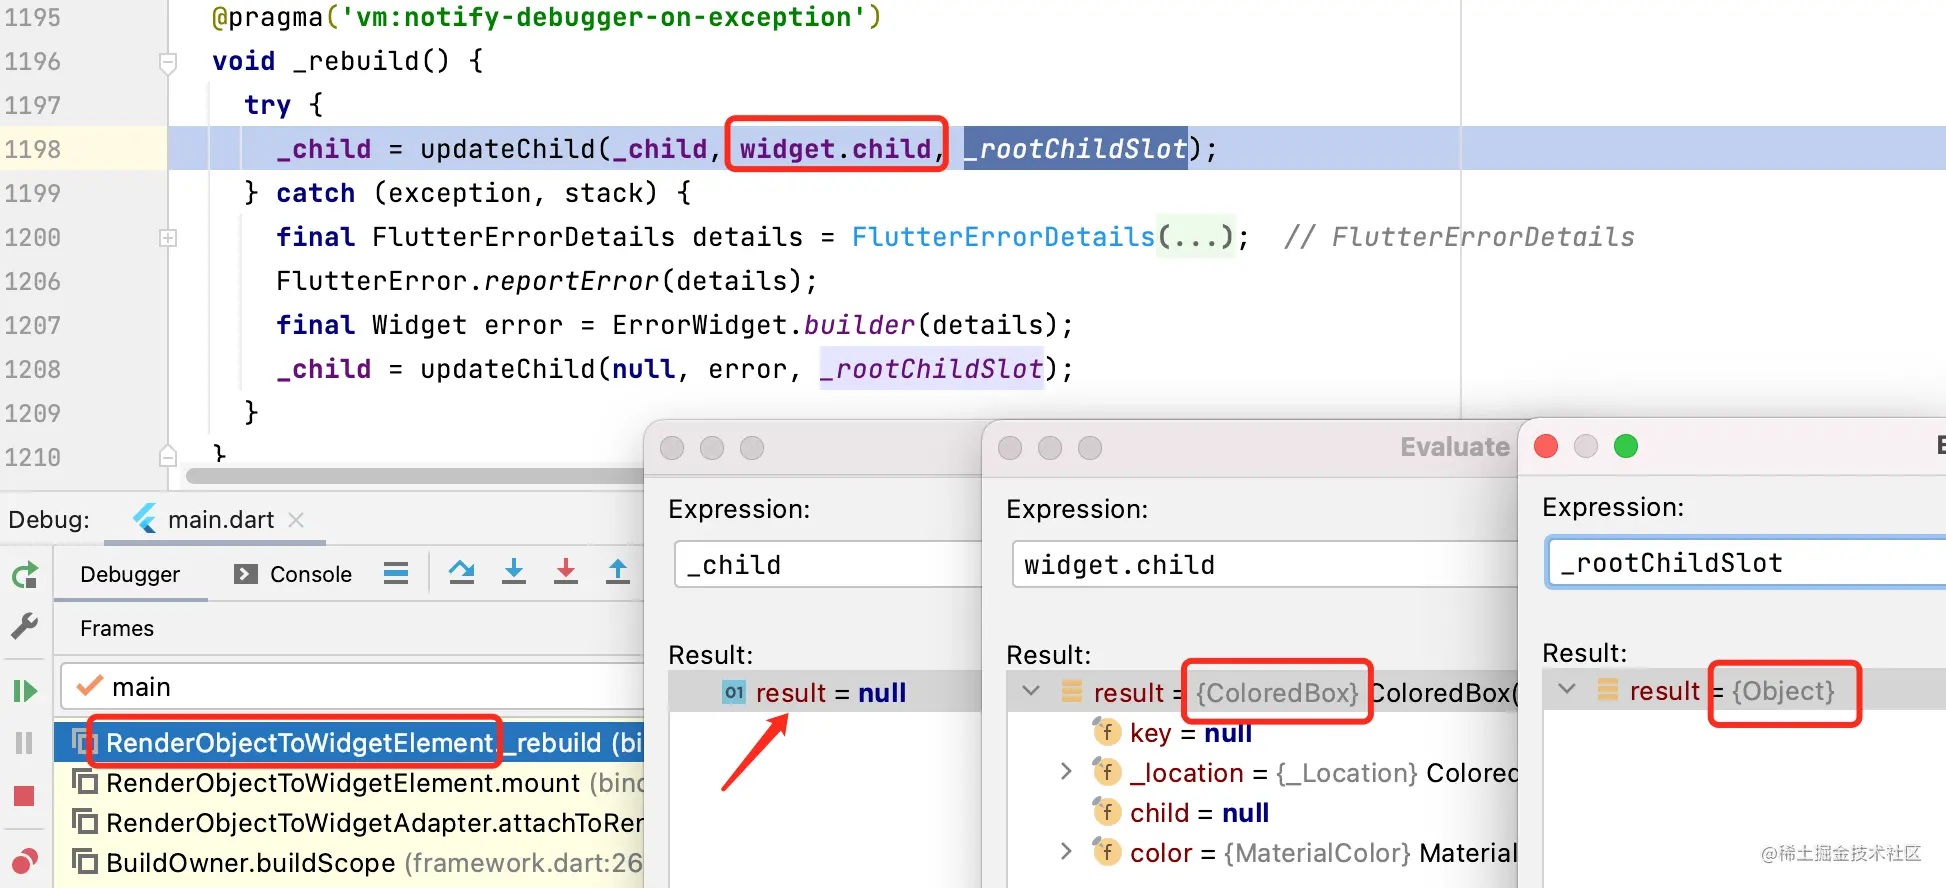 1195 @pragma('vm:notify-debugger-on-exception')
1196 void _rebuild() {
1197 try {
1198 _child = updateChild(_child, widget.child, _rootChildSlot);
1199 } catch (exception, stack) {
1200 final FlutterErrorDetails details = FlutterErrorDetails(...); // FlutterErrorDetails
1206 FlutterError.reportError(details);
1207 final Widget error = ErrorWidget.builder(details);
1208 _child = updateChild(null, error, _rootChildSlot);
1209 }
1210 }
Debug: main.dart
Debugger Console
Frames
main
RenderObjectToWidgetElement._rebuild (bi
RenderObjectToWidgetElement.mount (bind
RenderObjectToWidgetAdapter.attachToRen
BuildOwner.buildScope (framework.dart:26
Expression:
_child
Result:
01 result = null
Evaluate
Expression:
widget.child
Result:
result = {ColoredBox} ColoredBox(
f key = null
f _location = {_Location} Colored
f child = null
f color = {MaterialColor} Material
E
Expression:
_rootChildSlot
Result:
result = {Object}
@稀土掘金技术社区